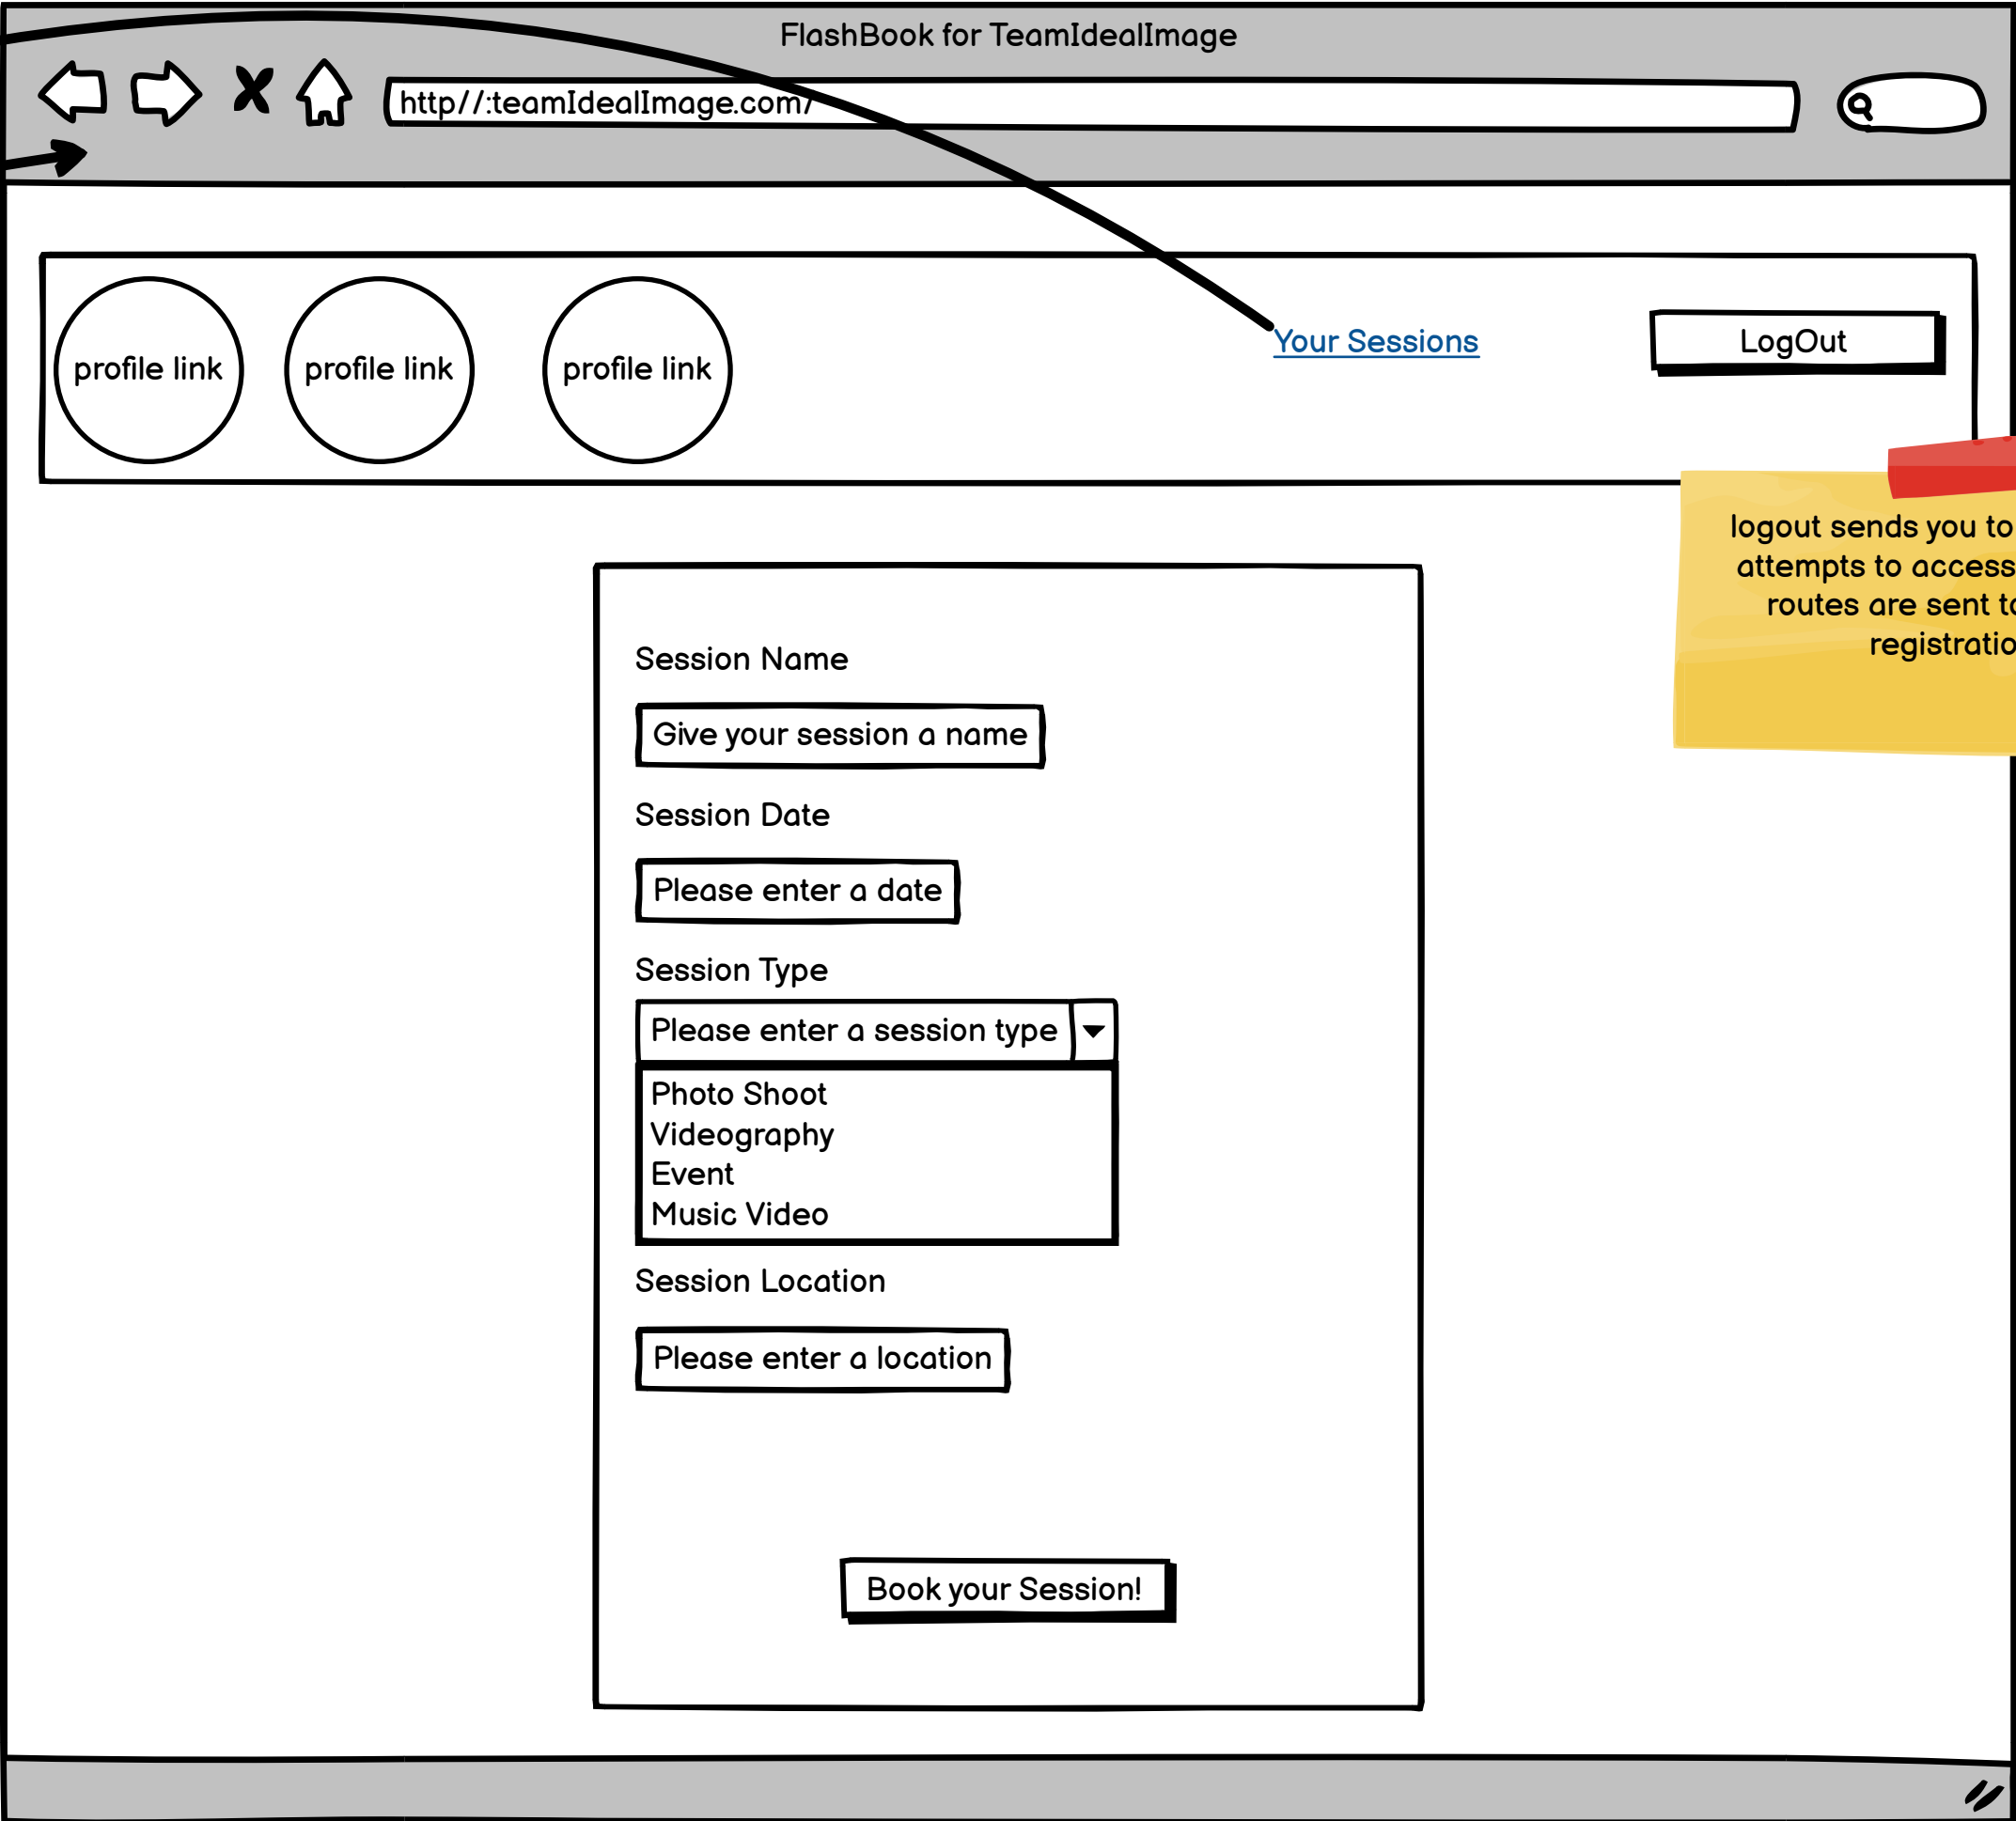 FlashBook for TeamIdealImage
http//:teamIdealImage.com/
profile link
profile link
profile link
Your Sessions
LogOut
logout sends you to
attempts to access
routes are sent
Session Name
Give your session a name
Session Date
Please enter a date
Session Type
Please enter a session type
Photo Shoot
Videography
Event
Music Video
Session Location
Please enter a location
Book your Session!